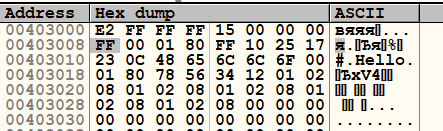 Address Hex dump ASCII
00403000 E2 FF FF FF 15 00 00 00 вяяя▯...
00403008 FF 00 01 80 FF 10 25 17 я.▯Ђя▯%▯
00403010 23 0C 48 65 6C 6C 6F 00 #.Hello.
00403018 01 80 78 56 34 12 01 02 ▯ЂxV4▯▯▯
00403020 08 01 02 08 01 02 08 01 ▯▯▯ ▯▯ ▯▯
00403028 02 08 01 02 08 00 00 00 ▯ ▯▯ ...
00403030 00 00 00 00 00 00 00 00 ........